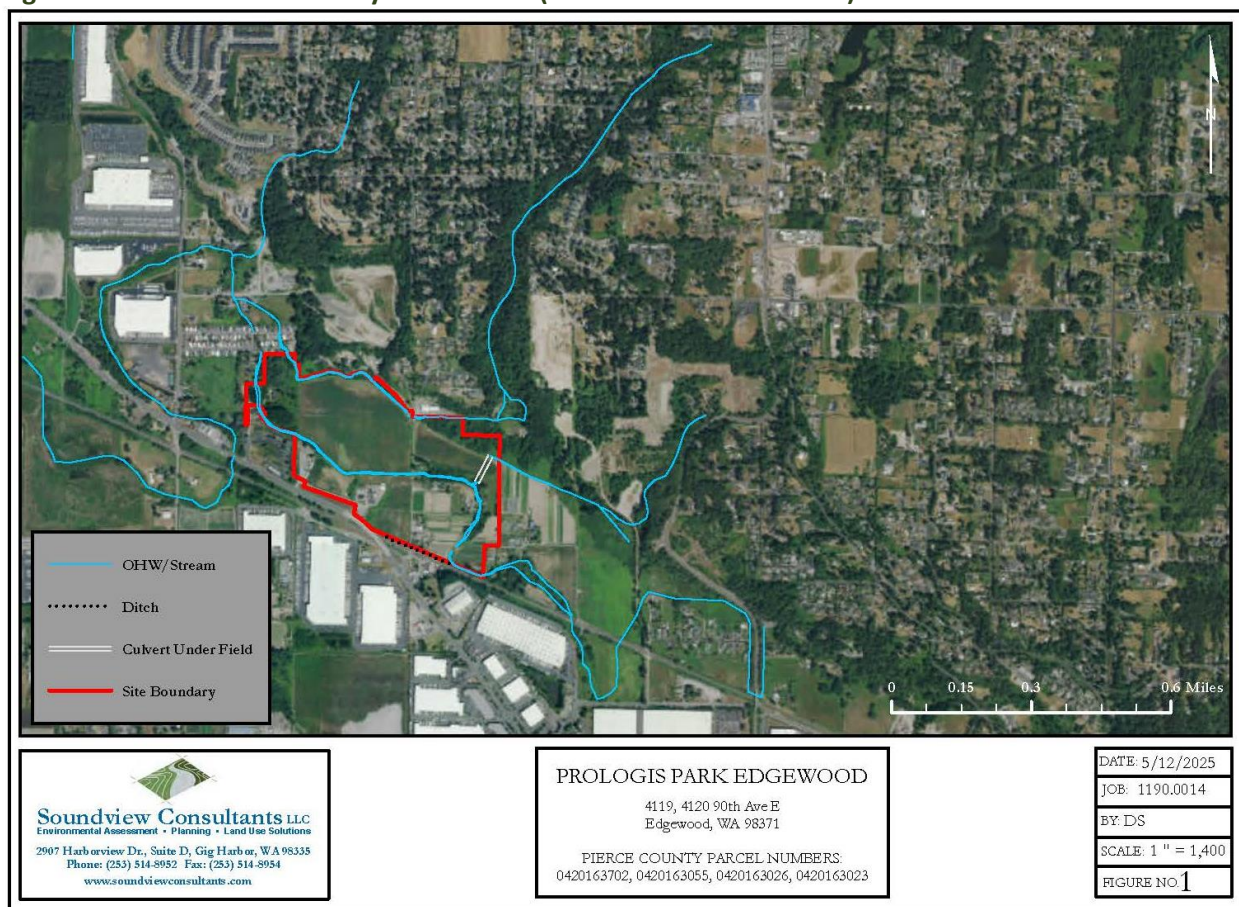 N
OHW/Stream
Ditch
Culvert Under Field
Site Boundary
0 0.15 0.3 0.6 Miles
Soundview Consultants LLC
Environmental Assessment • Planning • Land Use Solutions
2907 Harborview Dr., Suite D, Gig Harbor, WA 98335
Phone: (253) 514-8952 Fax: (253) 514-8954
www.soundviewconsultants.com
PROLOGIS PARK EDGEWOOD
4119, 4120 90th Ave E
Edgewood, WA 98371
PIERCE COUNTY PARCEL NUMBERS:
0420163702, 0420163055, 0420163026, 0420163023
DATE: 5/12/2025
JOB: 1190.0014
BY: DS
SCALE: 1 " = 1,400
FIGURE NO. 1